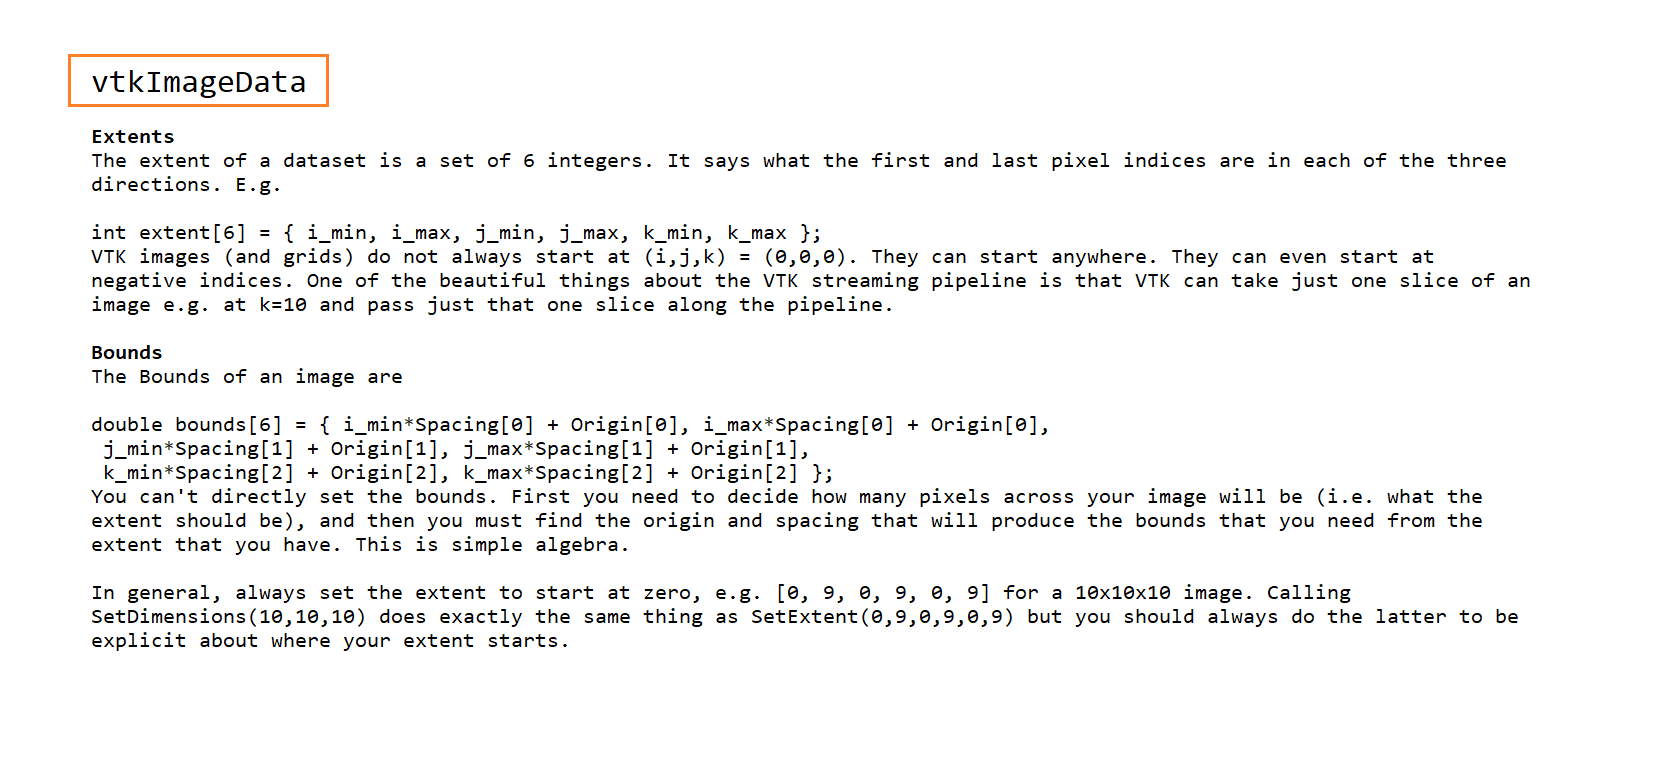 vtkImageData
Extents
The extent of a dataset is a set of 6 integers. It says what the first and last pixel indices are in each of the three
directions. E.g.
int extent[6] = { i_min, i_max, j_min, j_max, k_min, k_max };
VTK images (and grids) do not always start at (i,j,k) = (0,0,0). They can start anywhere. They can even start at
negative indices. One of the beautiful things about the VTK streaming pipeline is that VTK can take just one slice of an
image e.g. at k=10 and pass just that one slice along the pipeline.
Bounds
The Bounds of an image are
double bounds[6] = { i_min*Spacing[0] + Origin[0], i_max*Spacing[0] + Origin[0],
j_min*Spacing[1] + Origin[1], j_max*Spacing[1] + Origin[1],
k_min*Spacing[2] + Origin[2], k_max*Spacing[2] + Origin[2] };
You can't directly set the bounds. First you need to decide how many pixels across your image will be (i.e. what the
extent should be), and then you must find the origin and spacing that will produce the bounds that you need from the
extent that you have. This is simple algebra.
In general, always set the extent to start at zero, e.g. [0, 9, 0, 9, 0, 9] for a 10x10x10 image. Calling
SetDimensions(10,10,10) does exactly the same thing as SetExtent(0,9,0,9,0,9) but you should always do the latter to be
explicit about where your extent starts.